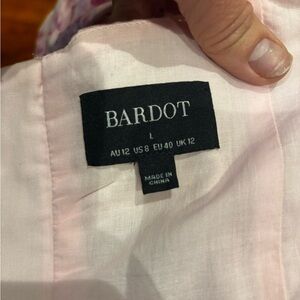 BARDOT
L
AU 12 US 8 EU 40 UK 12
MADE IN
CHINA